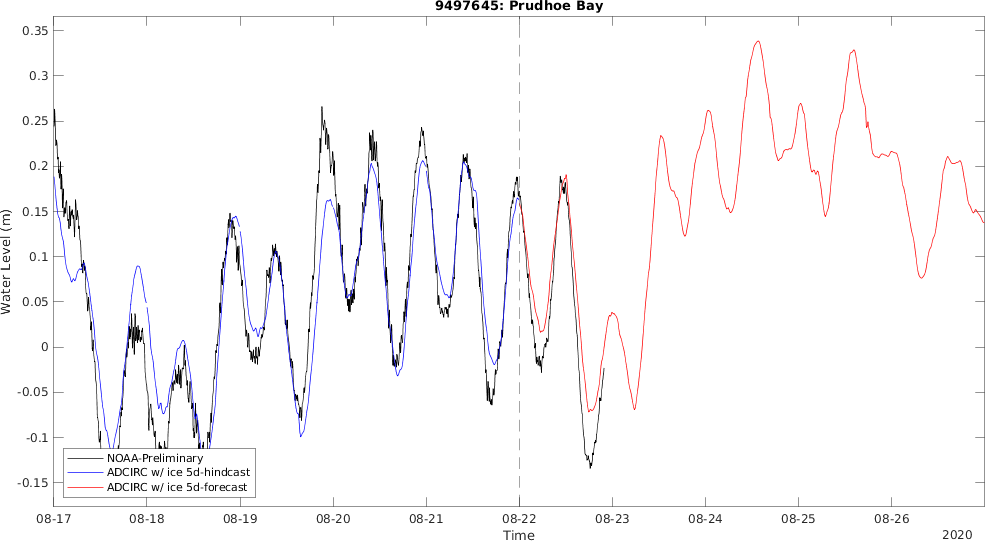 9497645: Prudhoe Bay
0.35
0.3
0.25
0.2
0.15
0.1
0.05
0
-0.05
-0.1
-0.15
Water Level (m)
NOAA-Preliminary
ADCIRC w/ ice 5d-hindcast
ADCIRC w/ ice 5d-forecast
08-17 08-18 08-19 08-20 08-21 08-22 08-23 08-24 08-25 08-26
Time
2020